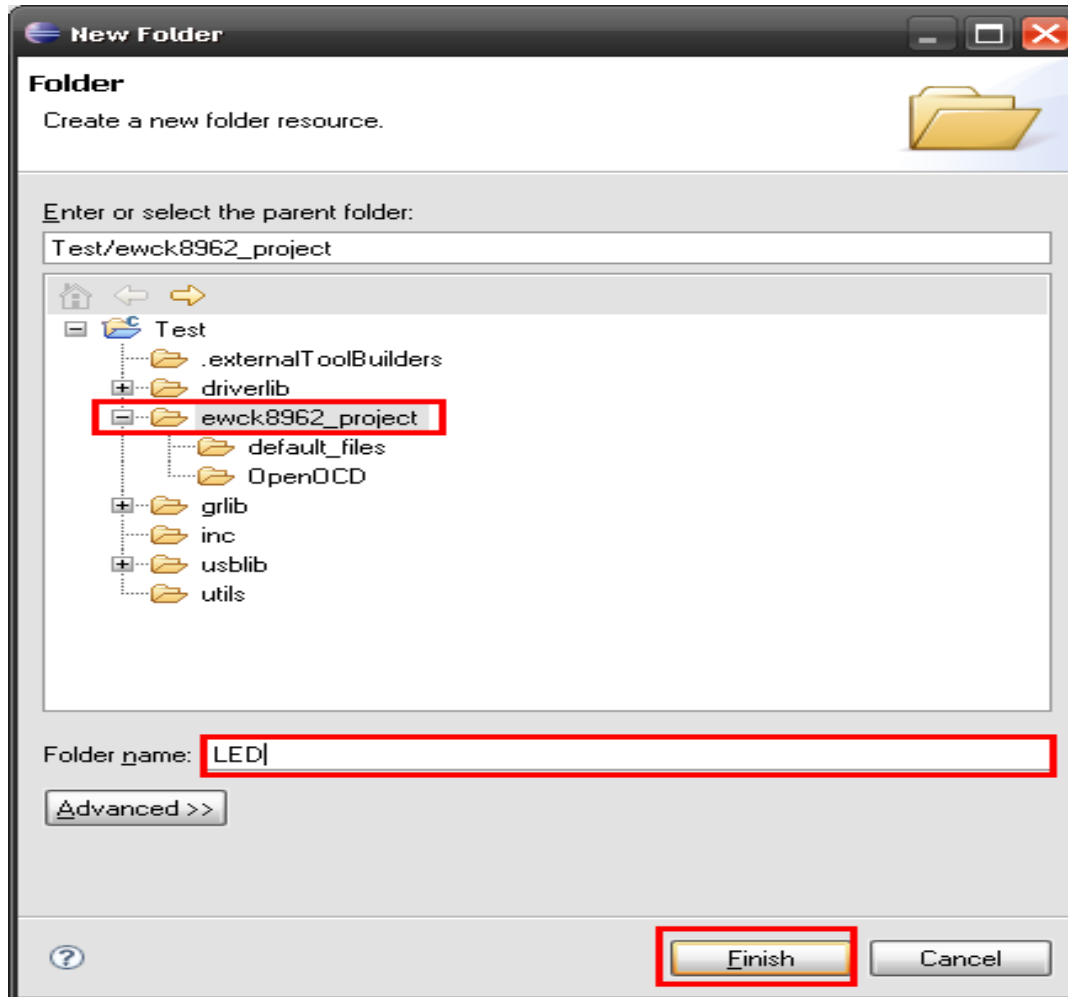 New Folder
Folder
Create a new folder resource.
Enter or select the parent folder:
Test/ewck8962_project
Test
.externalToolBuilders
driverlib
ewck8962_project
default_files
OpenOCD
grlib
inc
usblib
utils
Folder name: LED
Advanced >>
Finish Cancel